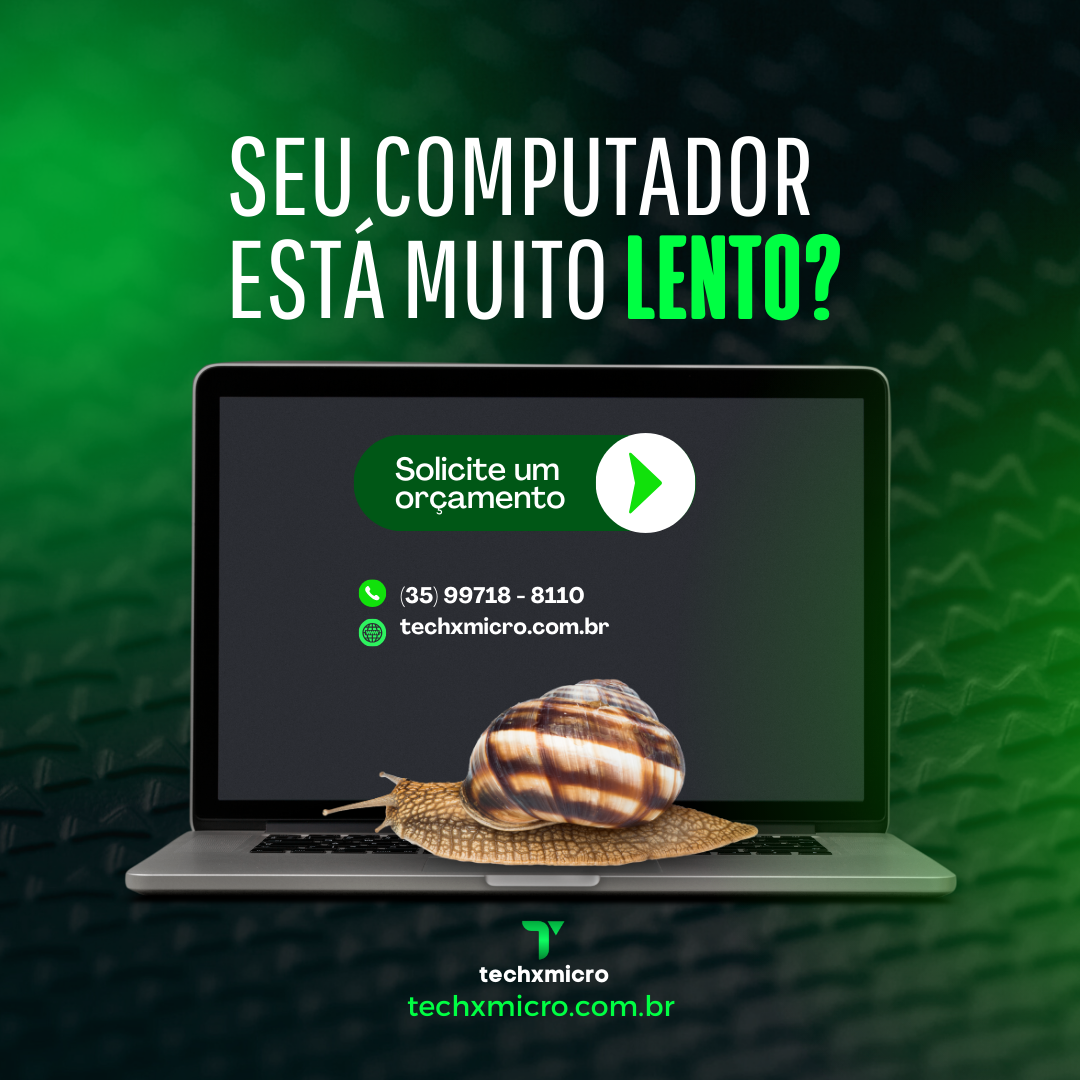 SEU COMPUTADOR
ESTÁ MUITO LENTO?
Solicite um
orçamento
(35) 99718 - 8110
techxmicro.com.br
techxmicro
techxmicro.com.br